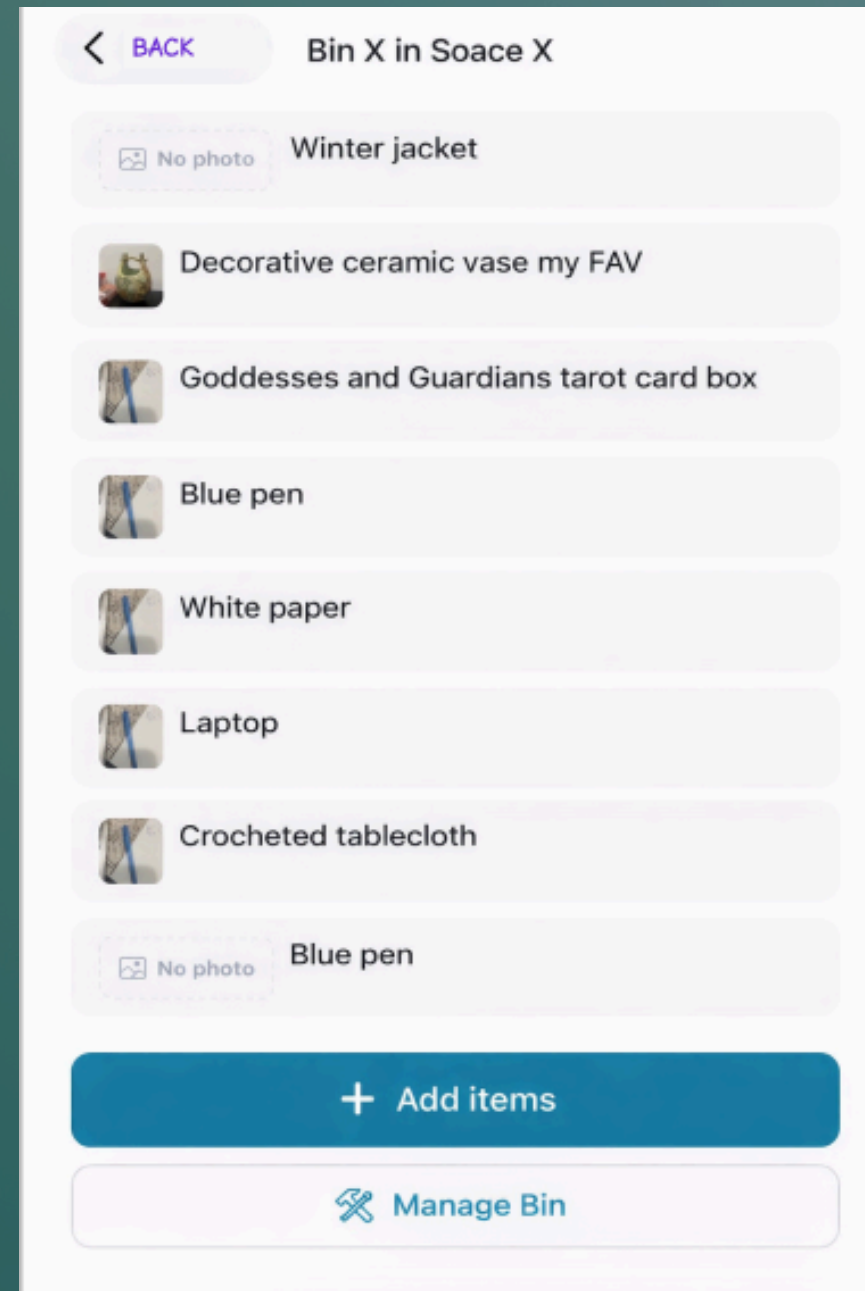 BACK
Bin X in Soace X
No photo
Winter jacket
Decorative ceramic vase my FAV
Goddesses and Guardians tarot card box
Blue pen
White paper
Laptop
Crocheted tablecloth
No photo
Blue pen
+ Add items
Manage Bin